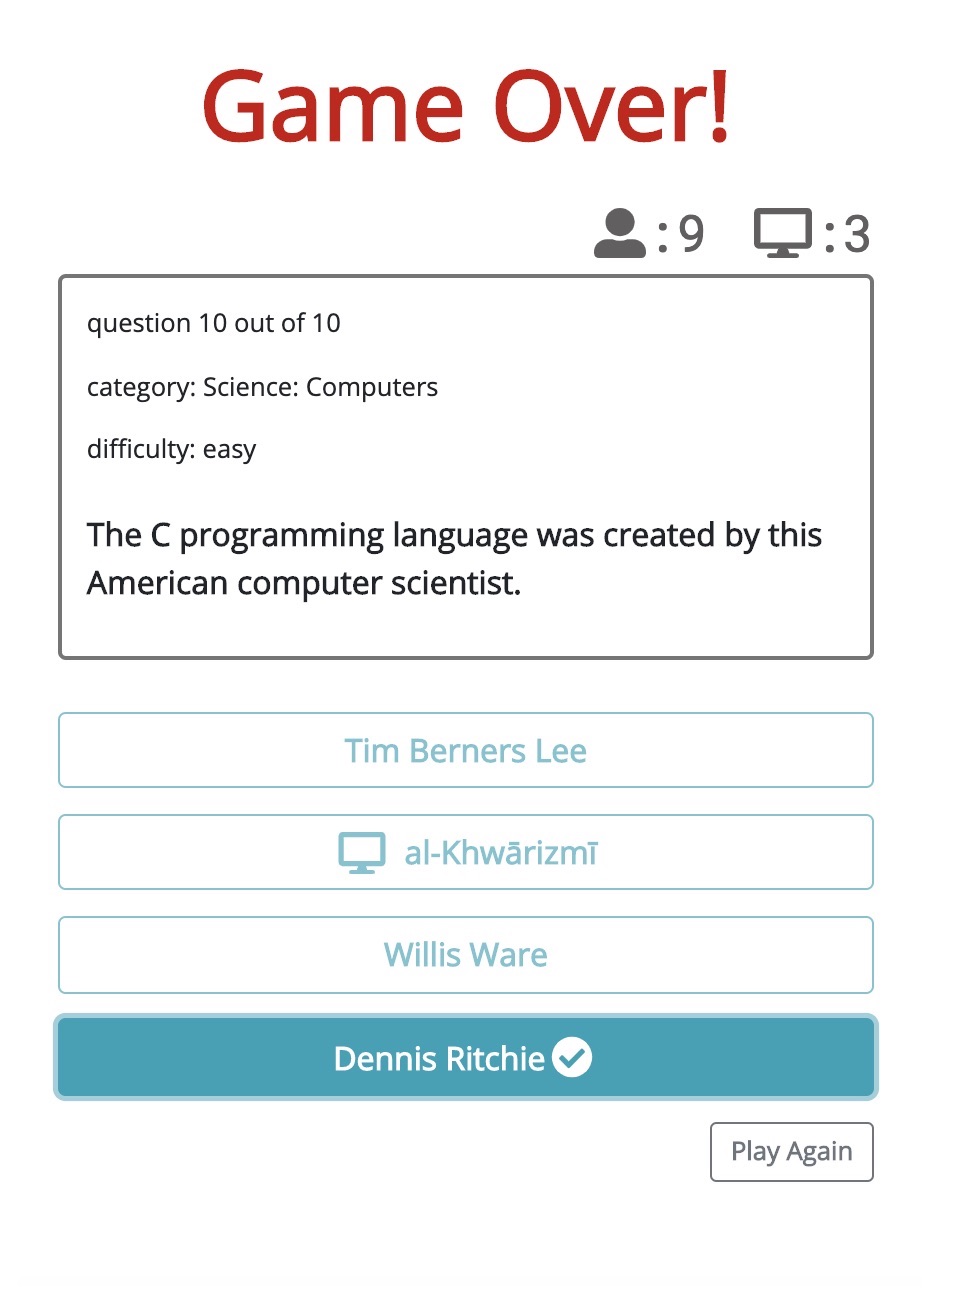 Game Over!
:9 :3
question 10 out of 10
category: Science: Computers
difficulty: easy
The C programming language was created by this
American computer scientist.
Tim Berners Lee
al-Khwārizmī
Willis Ware
Dennis Ritchie
Play Again